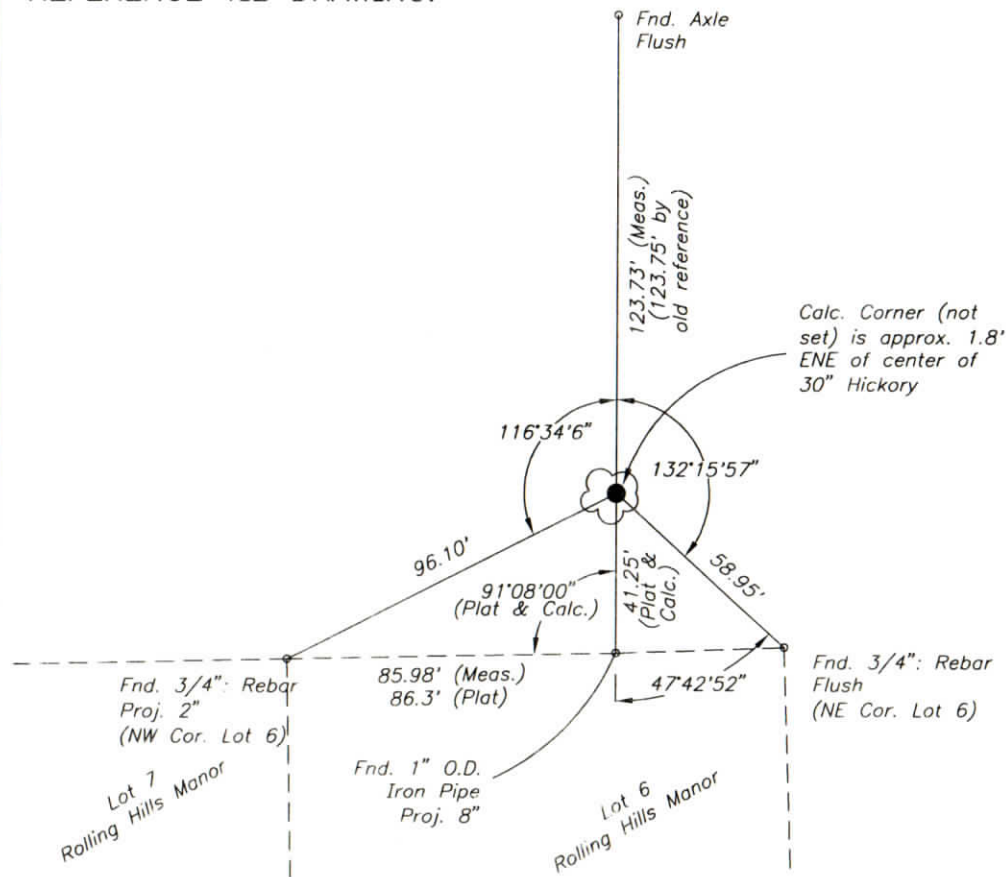 Fnd. Axle
Flush
123.73' (Meas.)
(123.75' by
old reference)
Calc. Corner (not
set) is approx. 1.8'
ENE of center of
30" Hickory
116°34'6"
132°15'57"
96.10'
58.95'
91°08'00"
(Plat & Calc.)
41.25'
(Plat &
Calc.)
85.98' (Meas.)
86.3' (Plat)
47°42'52"
Fnd. 3/4": Rebar
Proj. 2"
(NW Cor. Lot 6)
Fnd. 3/4": Rebar
Flush
(NE Cor. Lot 6)
Fnd. 1" O.D.
Iron Pipe
Proj. 8"
Lot 7
Rolling Hills Manor
Lot 6
Rolling Hills Manor